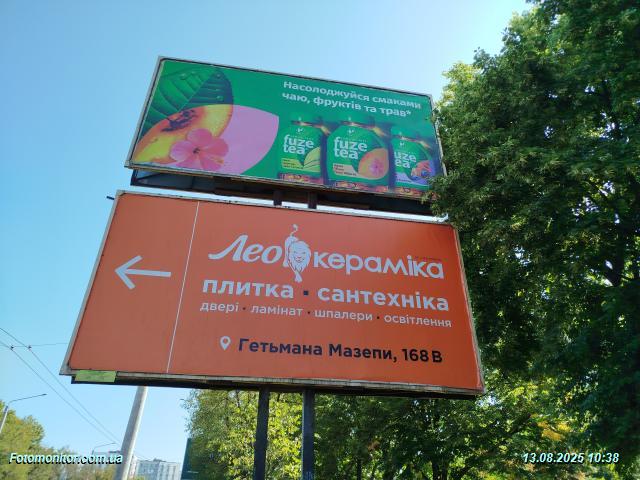 Насолоджуйся смаками
чаю, фруктів та трав*
fuze tea
fuze tea
fuze tea
Лео кераміка
плитка · сантехніка
двері · ламінат · шпалери · освітлення
Гетьмана Мазепи, 168В
Fotomonitor.com.ua
13.08.2025 10:38